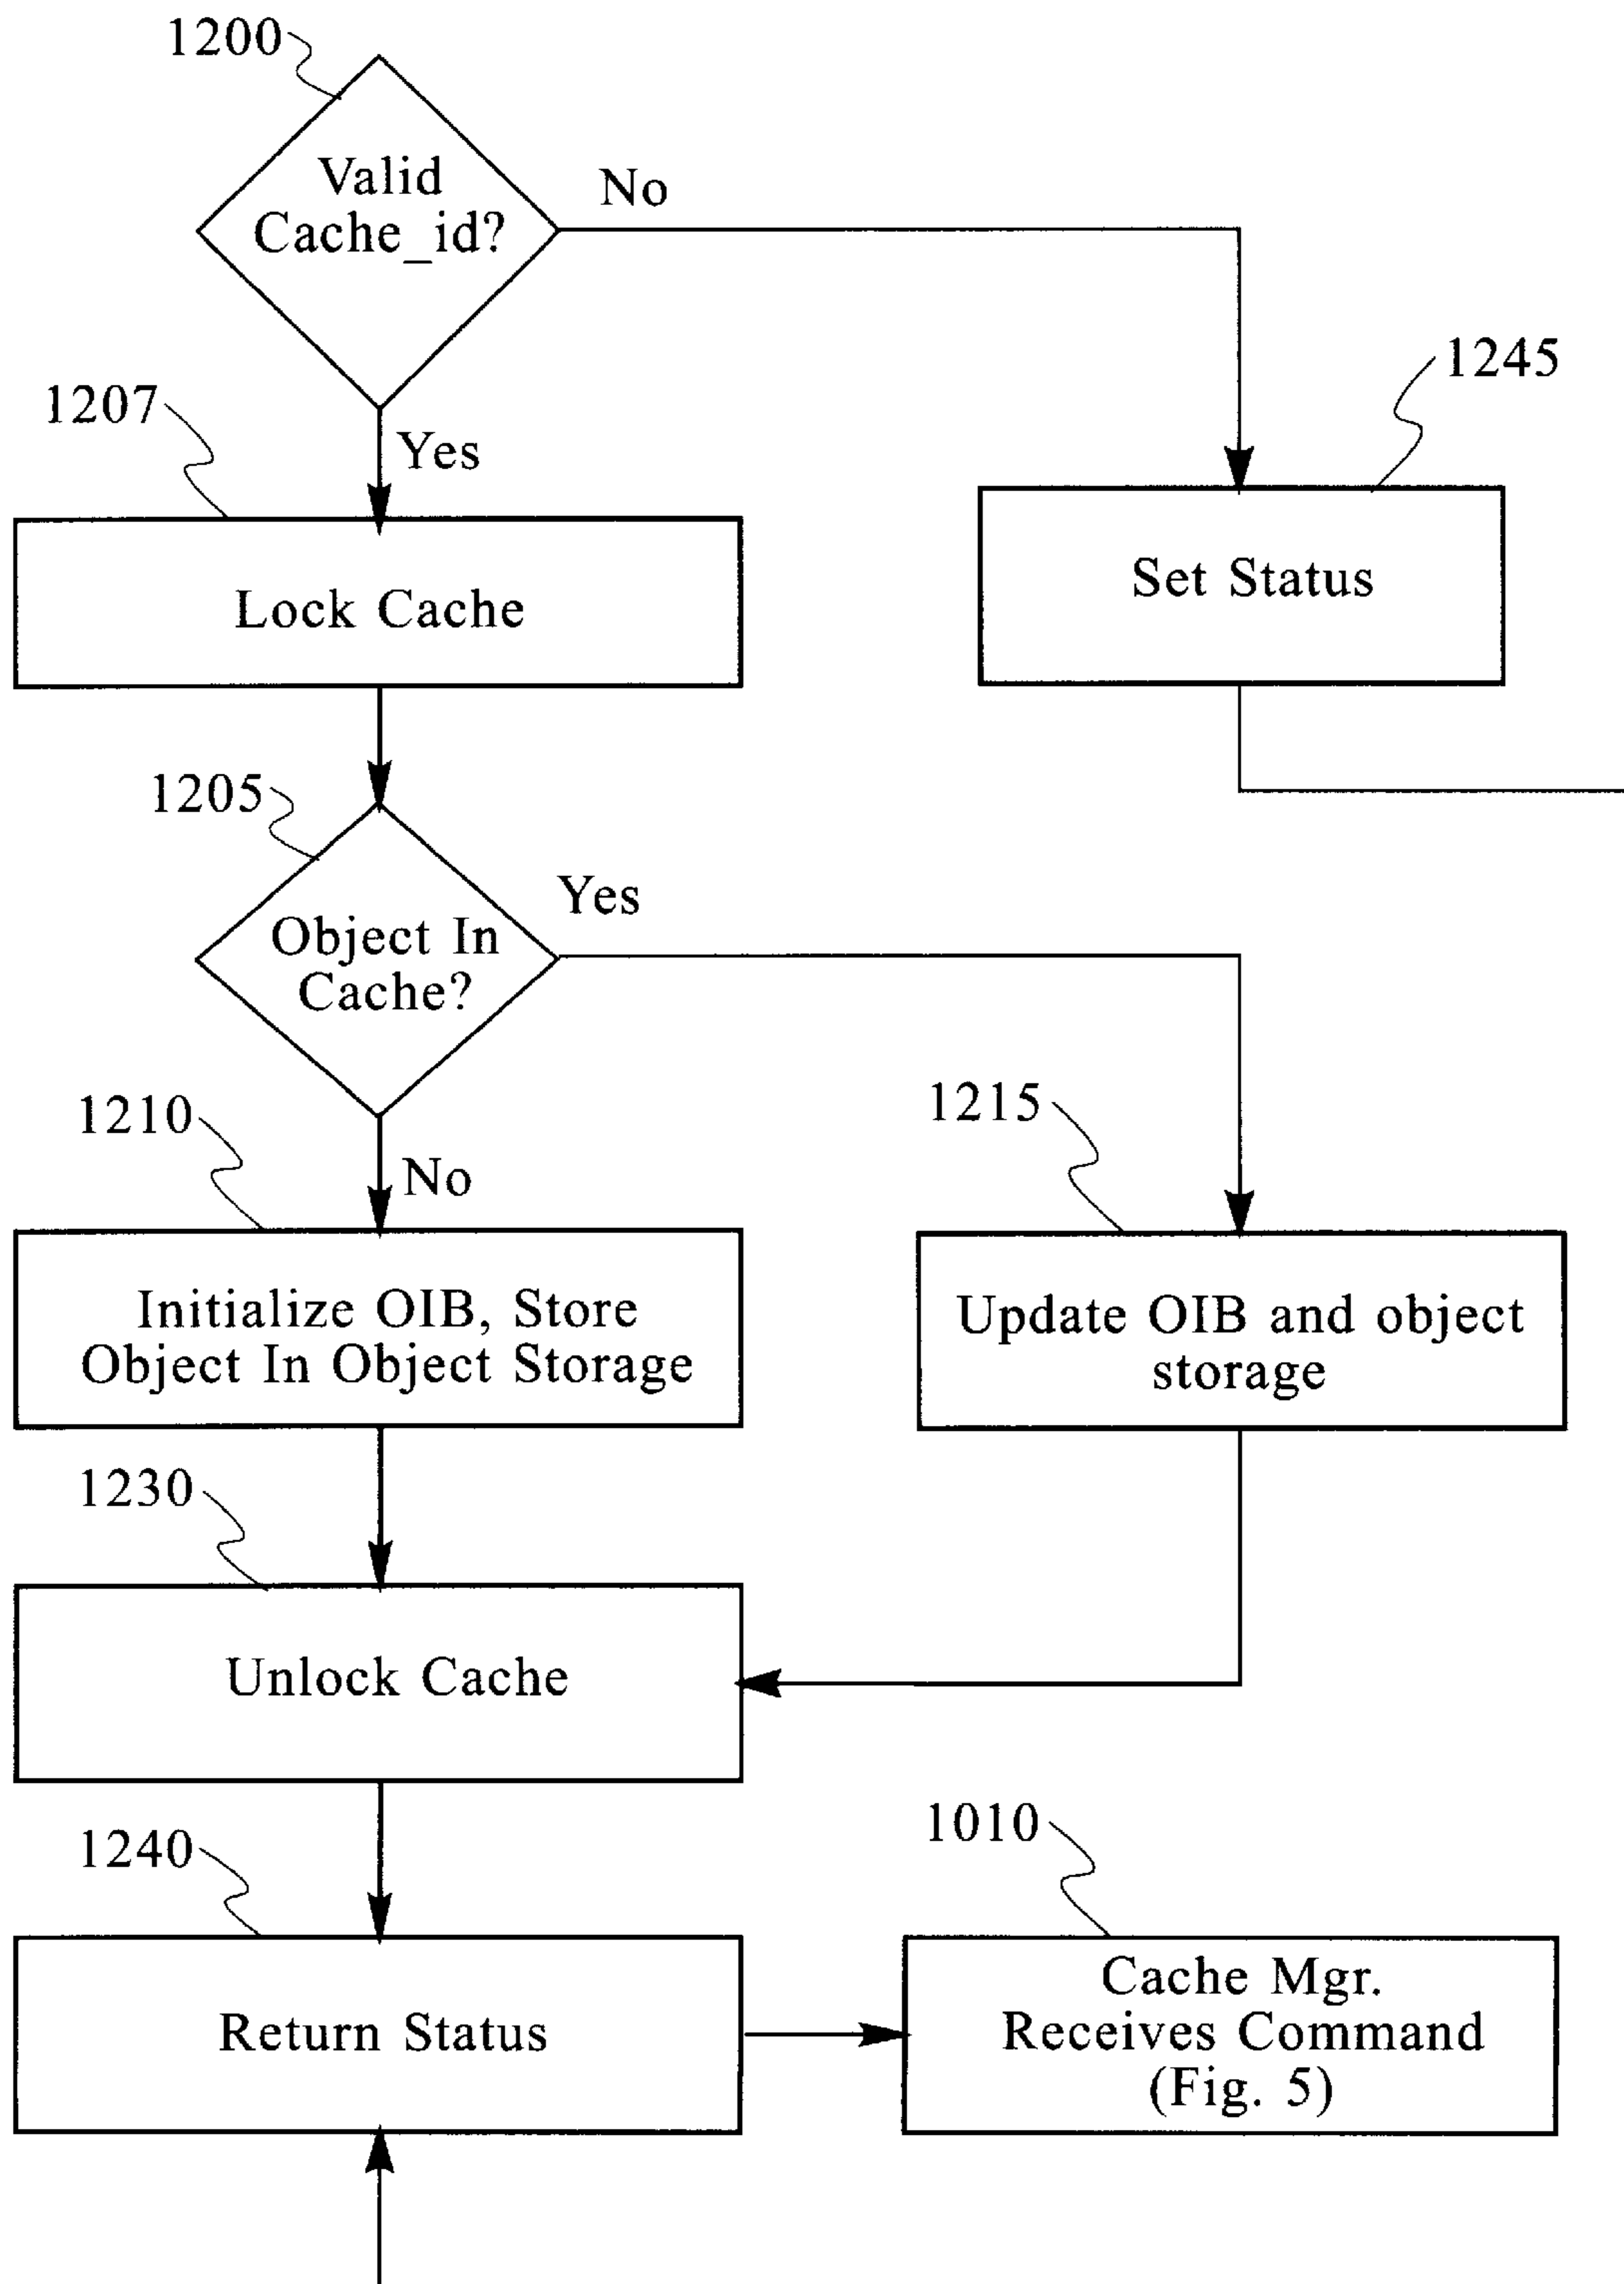 1200
Valid
Cache_id?
No
1207
Yes
1245
Lock Cache
Set Status
1205
Yes
Object In
Cache?
1210
No
1215
Initialize OIB, Store
Object In Object Storage
Update OIB and object
storage
1230
Unlock Cache
1240
1010
Return Status
Cache Mgr.
Receives Command
(Fig. 5)